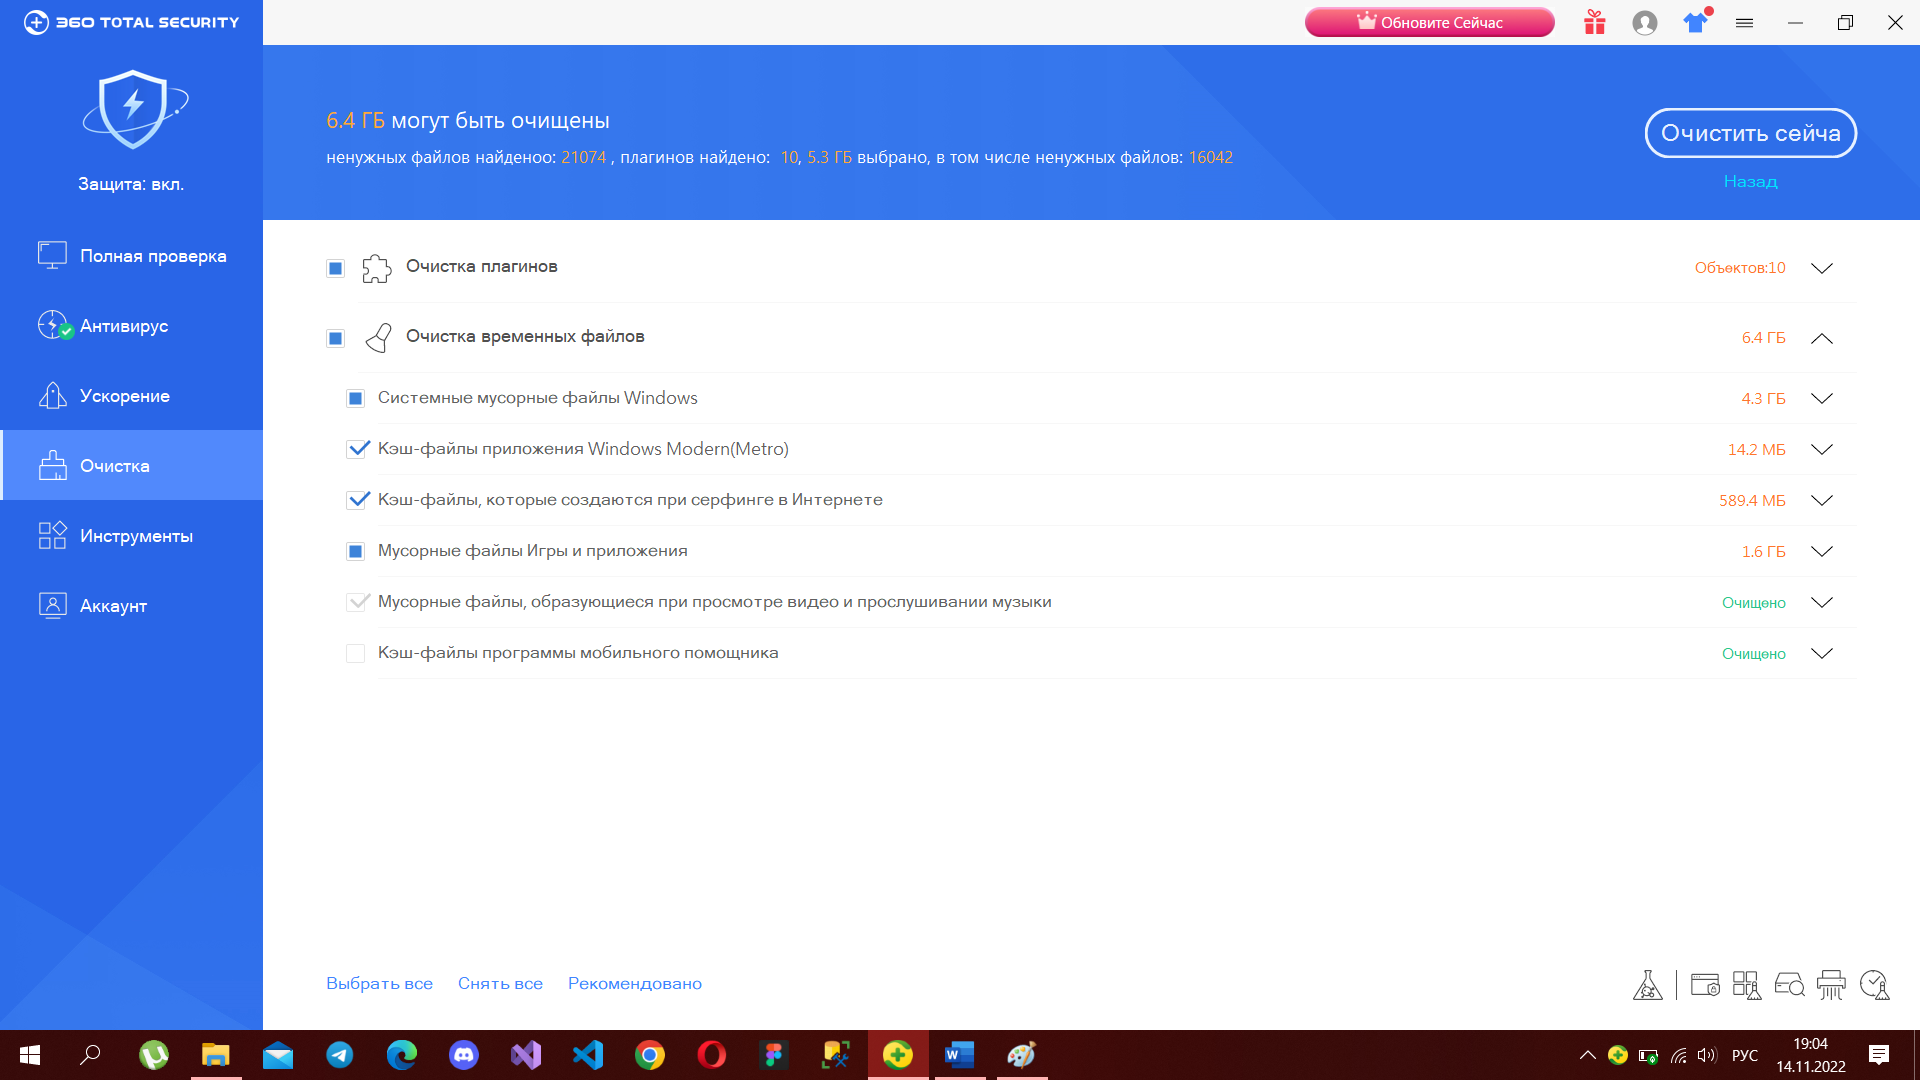 360 TOTAL SECURITY
Обновите Сейчас
Защита: вкл.
Полная проверка
Антивирус
Ускорение
Очистка
Инструменты
Аккаунт
6.4 ГБ могут быть очищены
ненужных файлов найденоо: 21074 , плагинов найдено: 10, 5.3 ГБ выбрано, в том числе ненужных файлов: 16042
Очистить сейча
Назад
Очистка плагинов
Объектов:10
Очистка временных файлов
6.4 ГБ
Системные мусорные файлы Windows
4.3 ГБ
Кэш-файлы приложения Windows Modern(Metro)
14.2 МБ
Кэш-файлы, которые создаются при серфинге в Интернете
589.4 МБ
Мусорные файлы Игры и приложения
1.6 ГБ
Мусорные файлы, образующиеся при просмотре видео и прослушивании музыки
Очищено
Кэш-файлы программы мобильного помощника
Очищено
Выбрать все
Снять все
Рекомендовано
РУС
19:04
14.11.2022